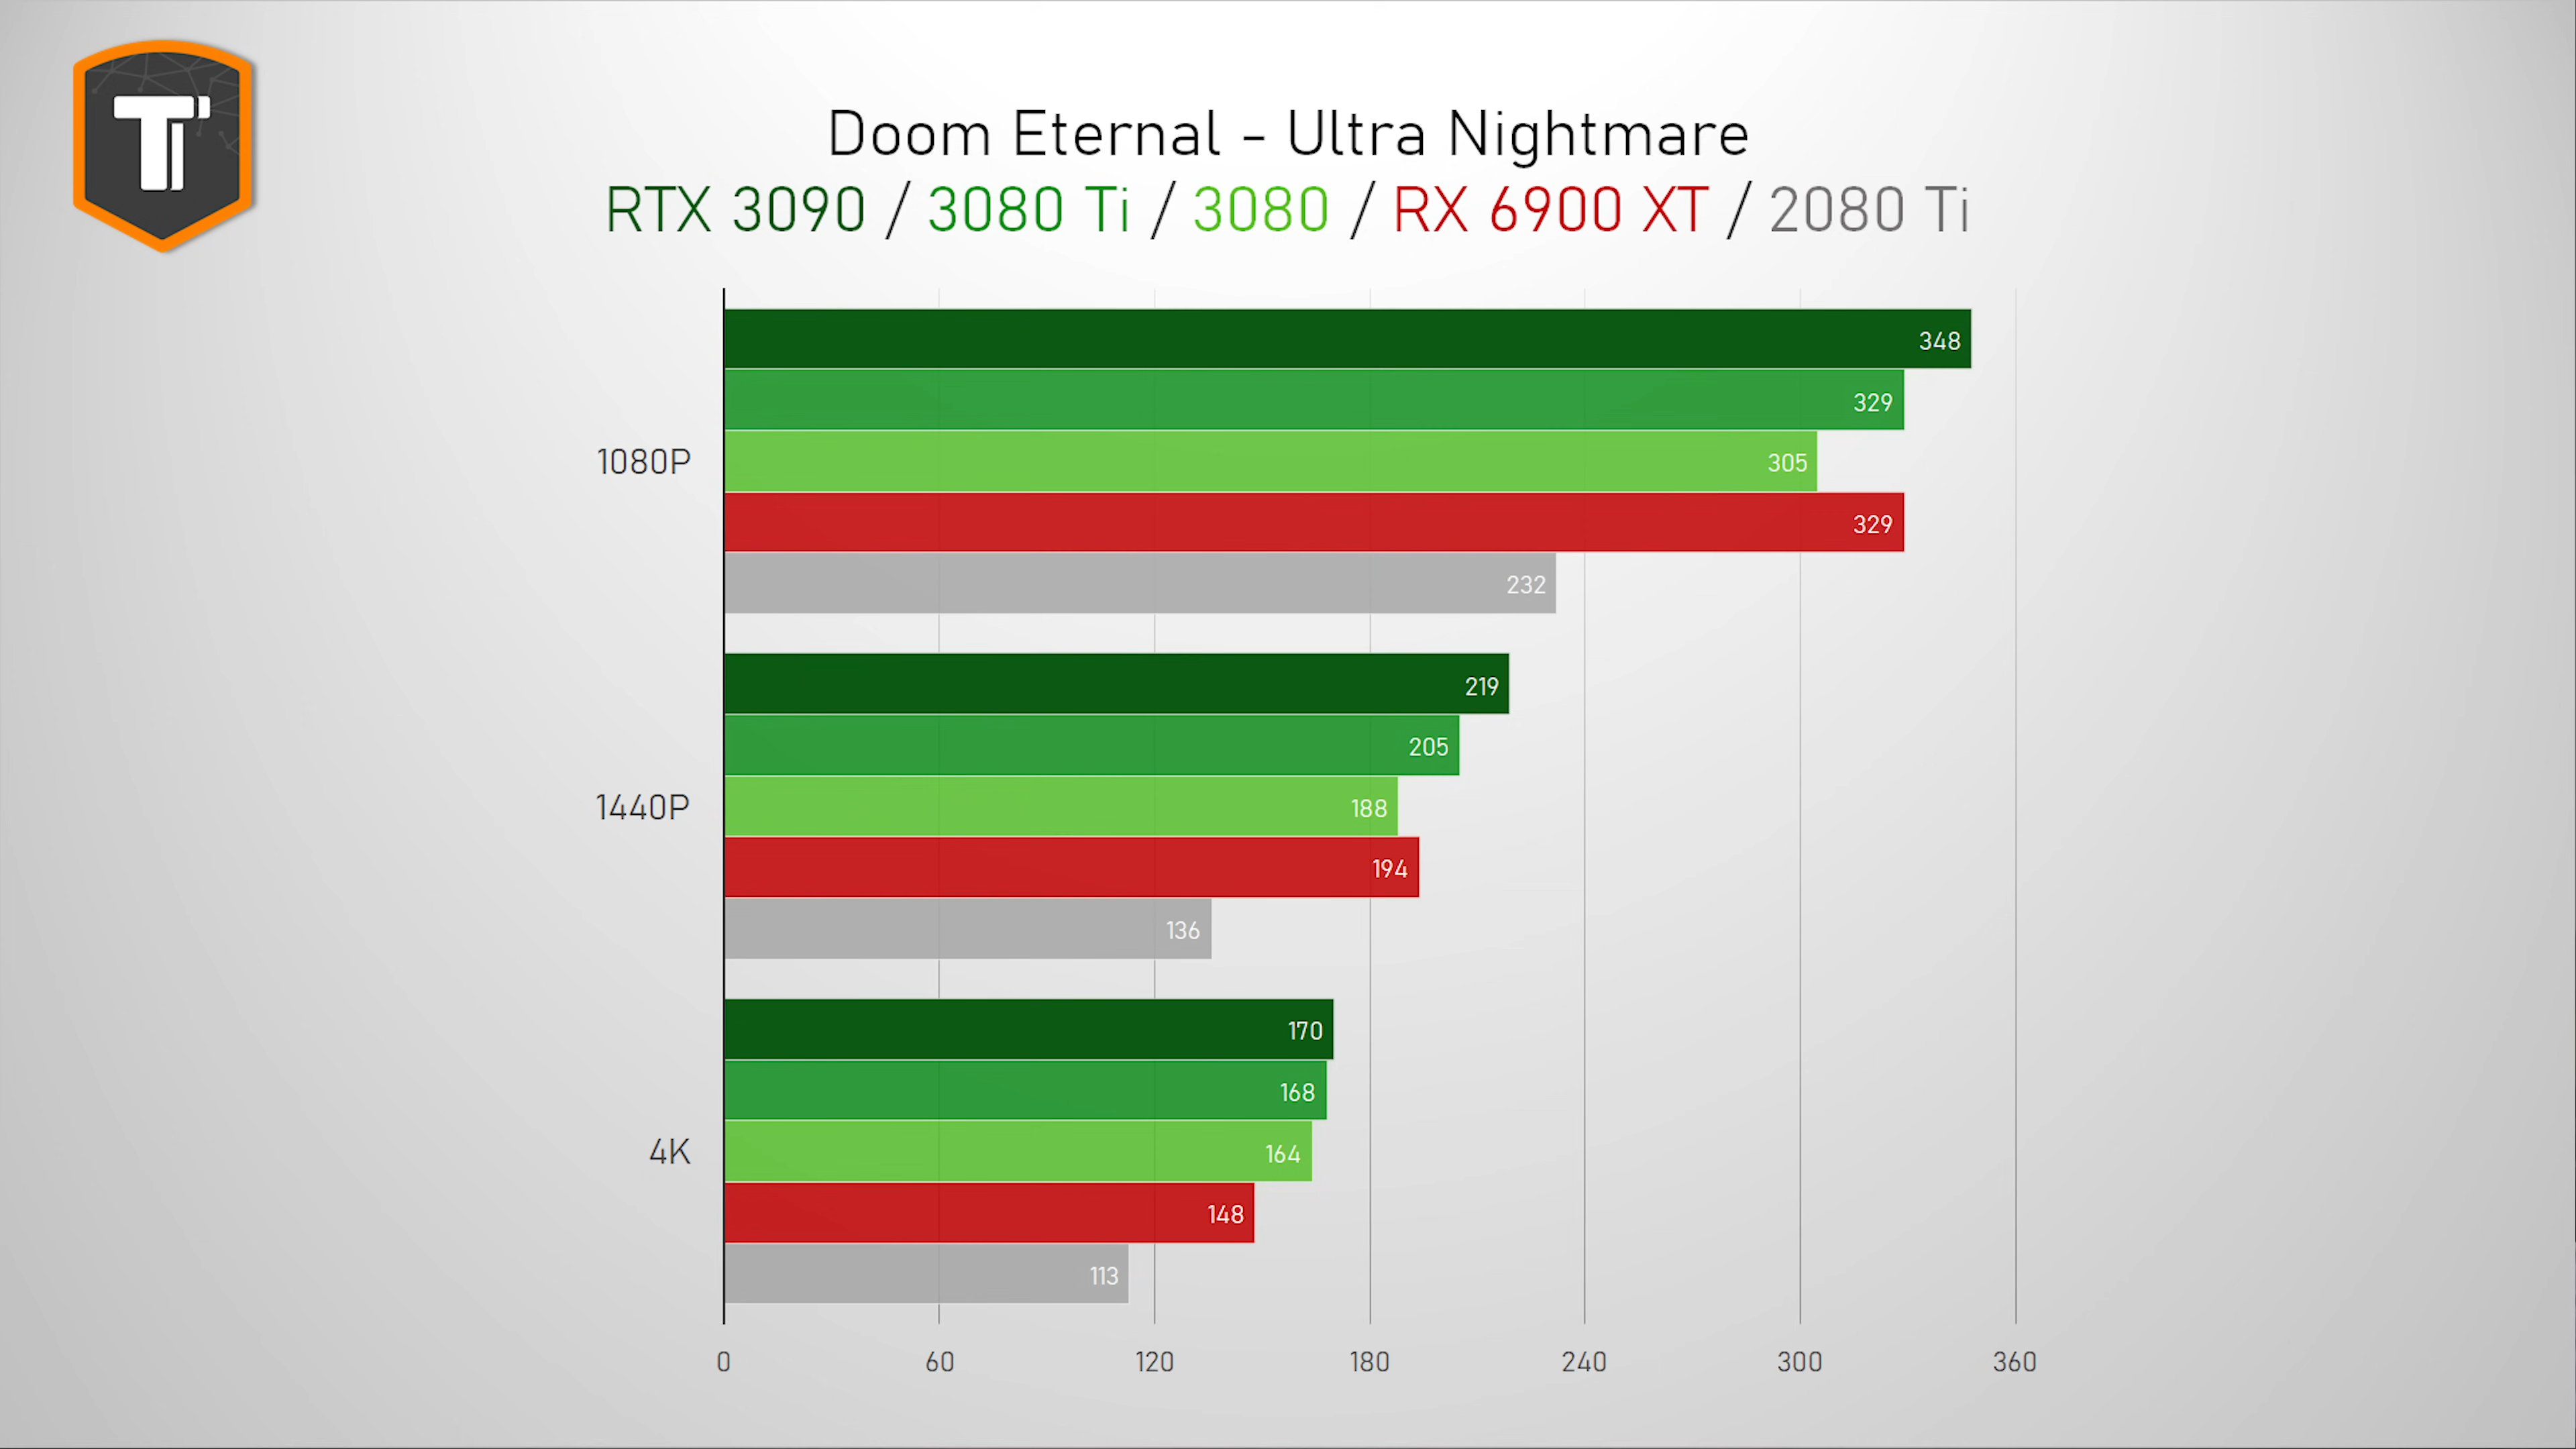 Ti
Doom Eternal - Ultra Nightmare
RTX 3090 / 3080 Ti / 3080 / RX 6900 XT / 2080 Ti
1080P
348
329
305
329
232
1440P
219
205
188
194
136
4K
170
168
164
148
113
0 60 120 180 240 300 360